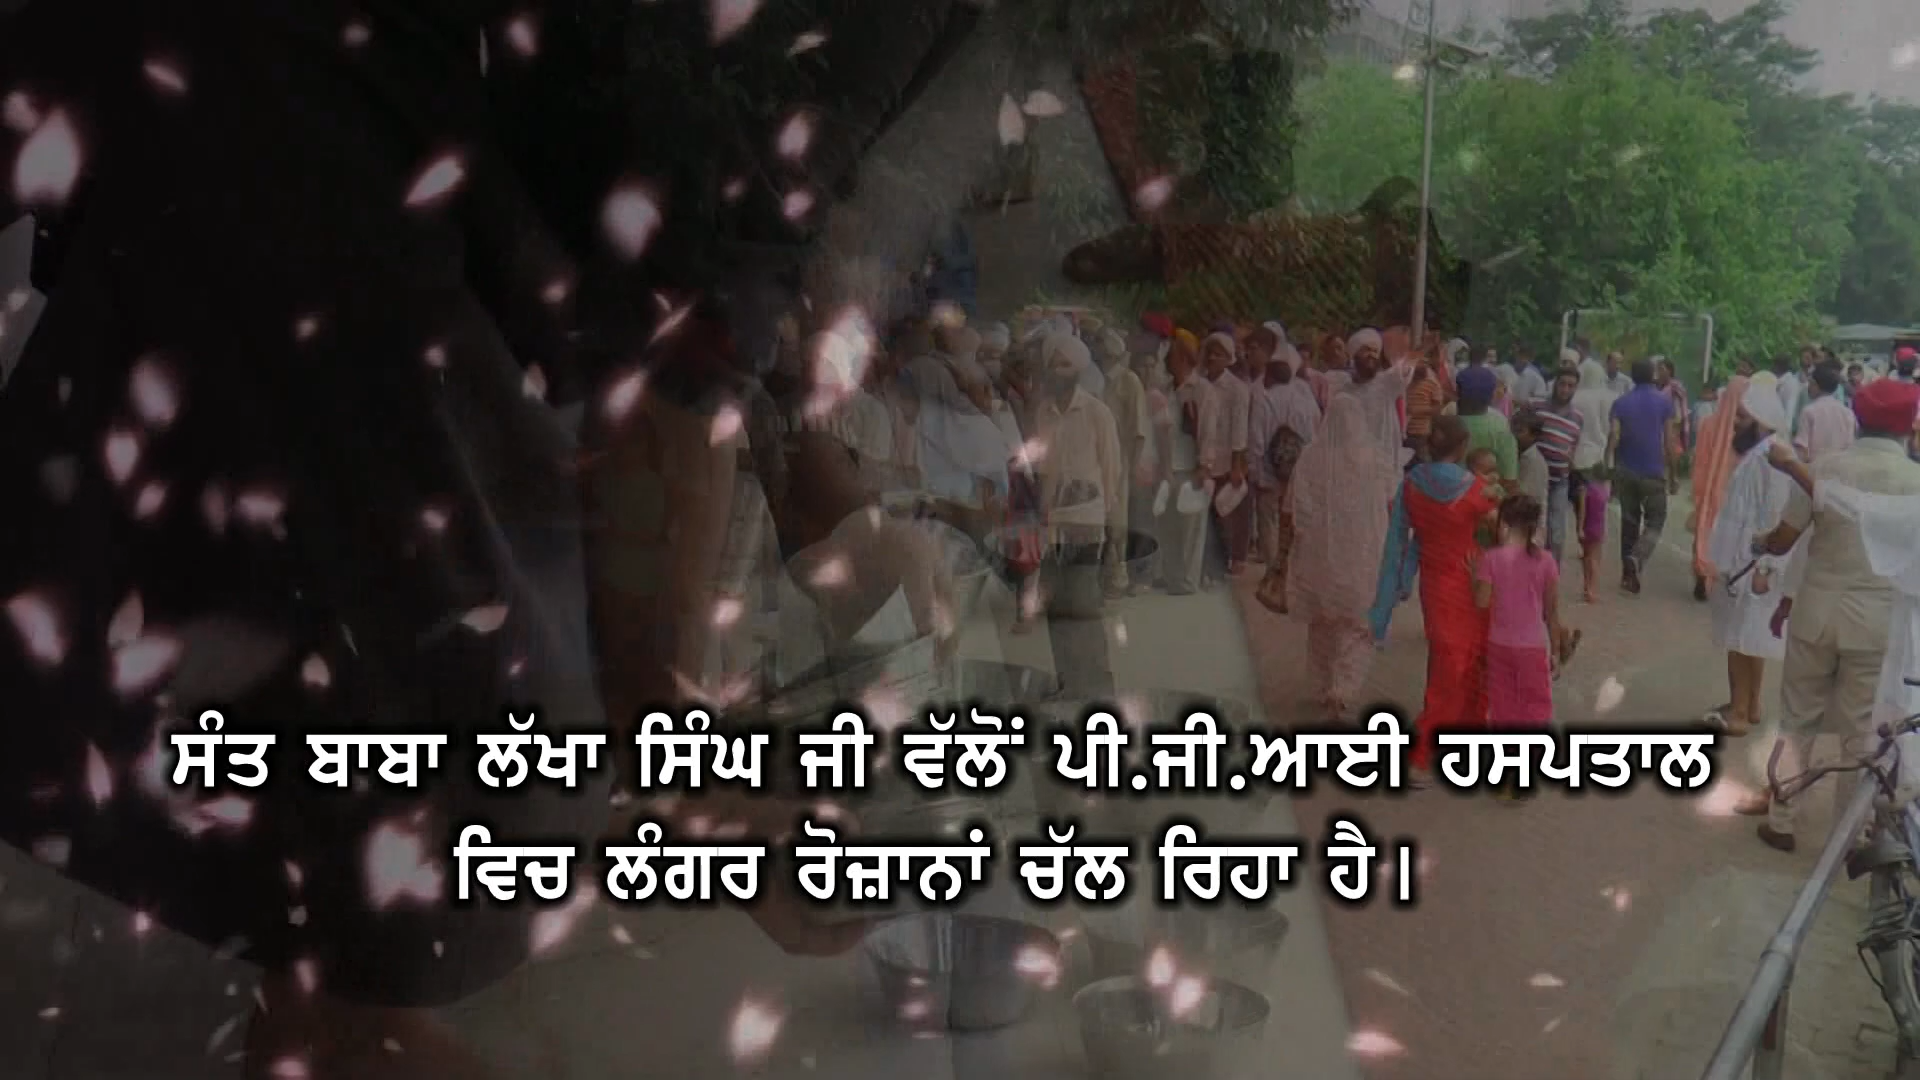 ਸੰਤ ਬਾਬਾ ਲੱਖਾ ਸਿੰਘ ਜੀ ਵੱਲੋਂ ਪੀ.ਜੀ.ਆਈ ਹਸਪਤਾਲ
ਵਿਚ ਲੰਗਰ ਰੋਜ਼ਾਨਾਂ ਚੱਲ ਰਿਹਾ ਹੈ।